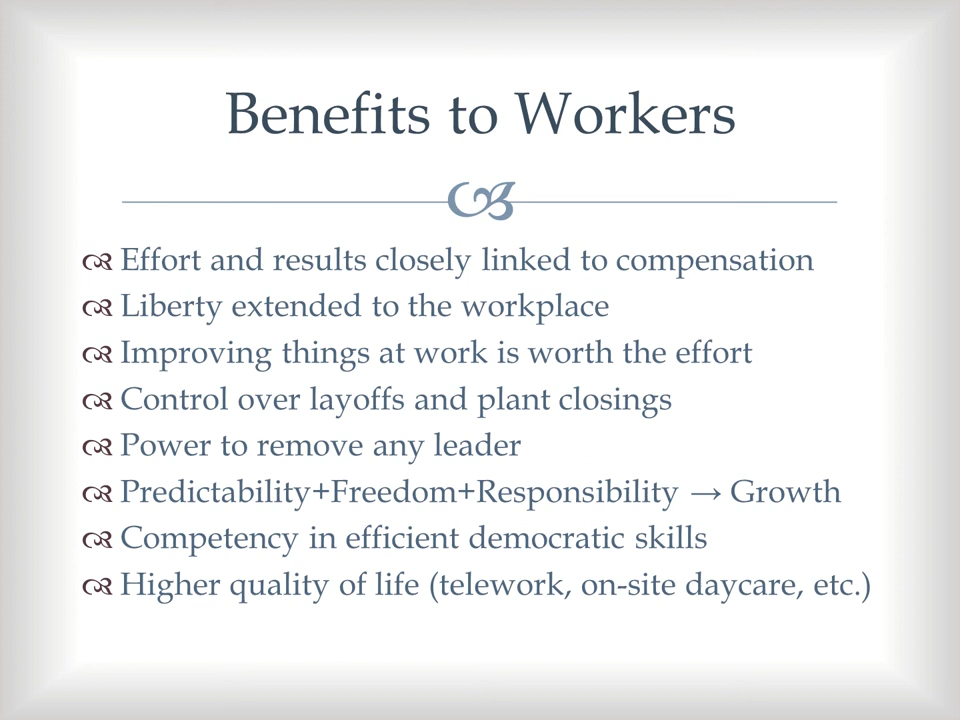 Benefits to Workers
Effort and results closely linked to compensation
Liberty extended to the workplace
Improving things at work is worth the effort
Control over layoffs and plant closings
Power to remove any leader
Predictability+Freedom+Responsibility → Growth
Competency in efficient democratic skills
Higher quality of life (telework, on-site daycare, etc.)